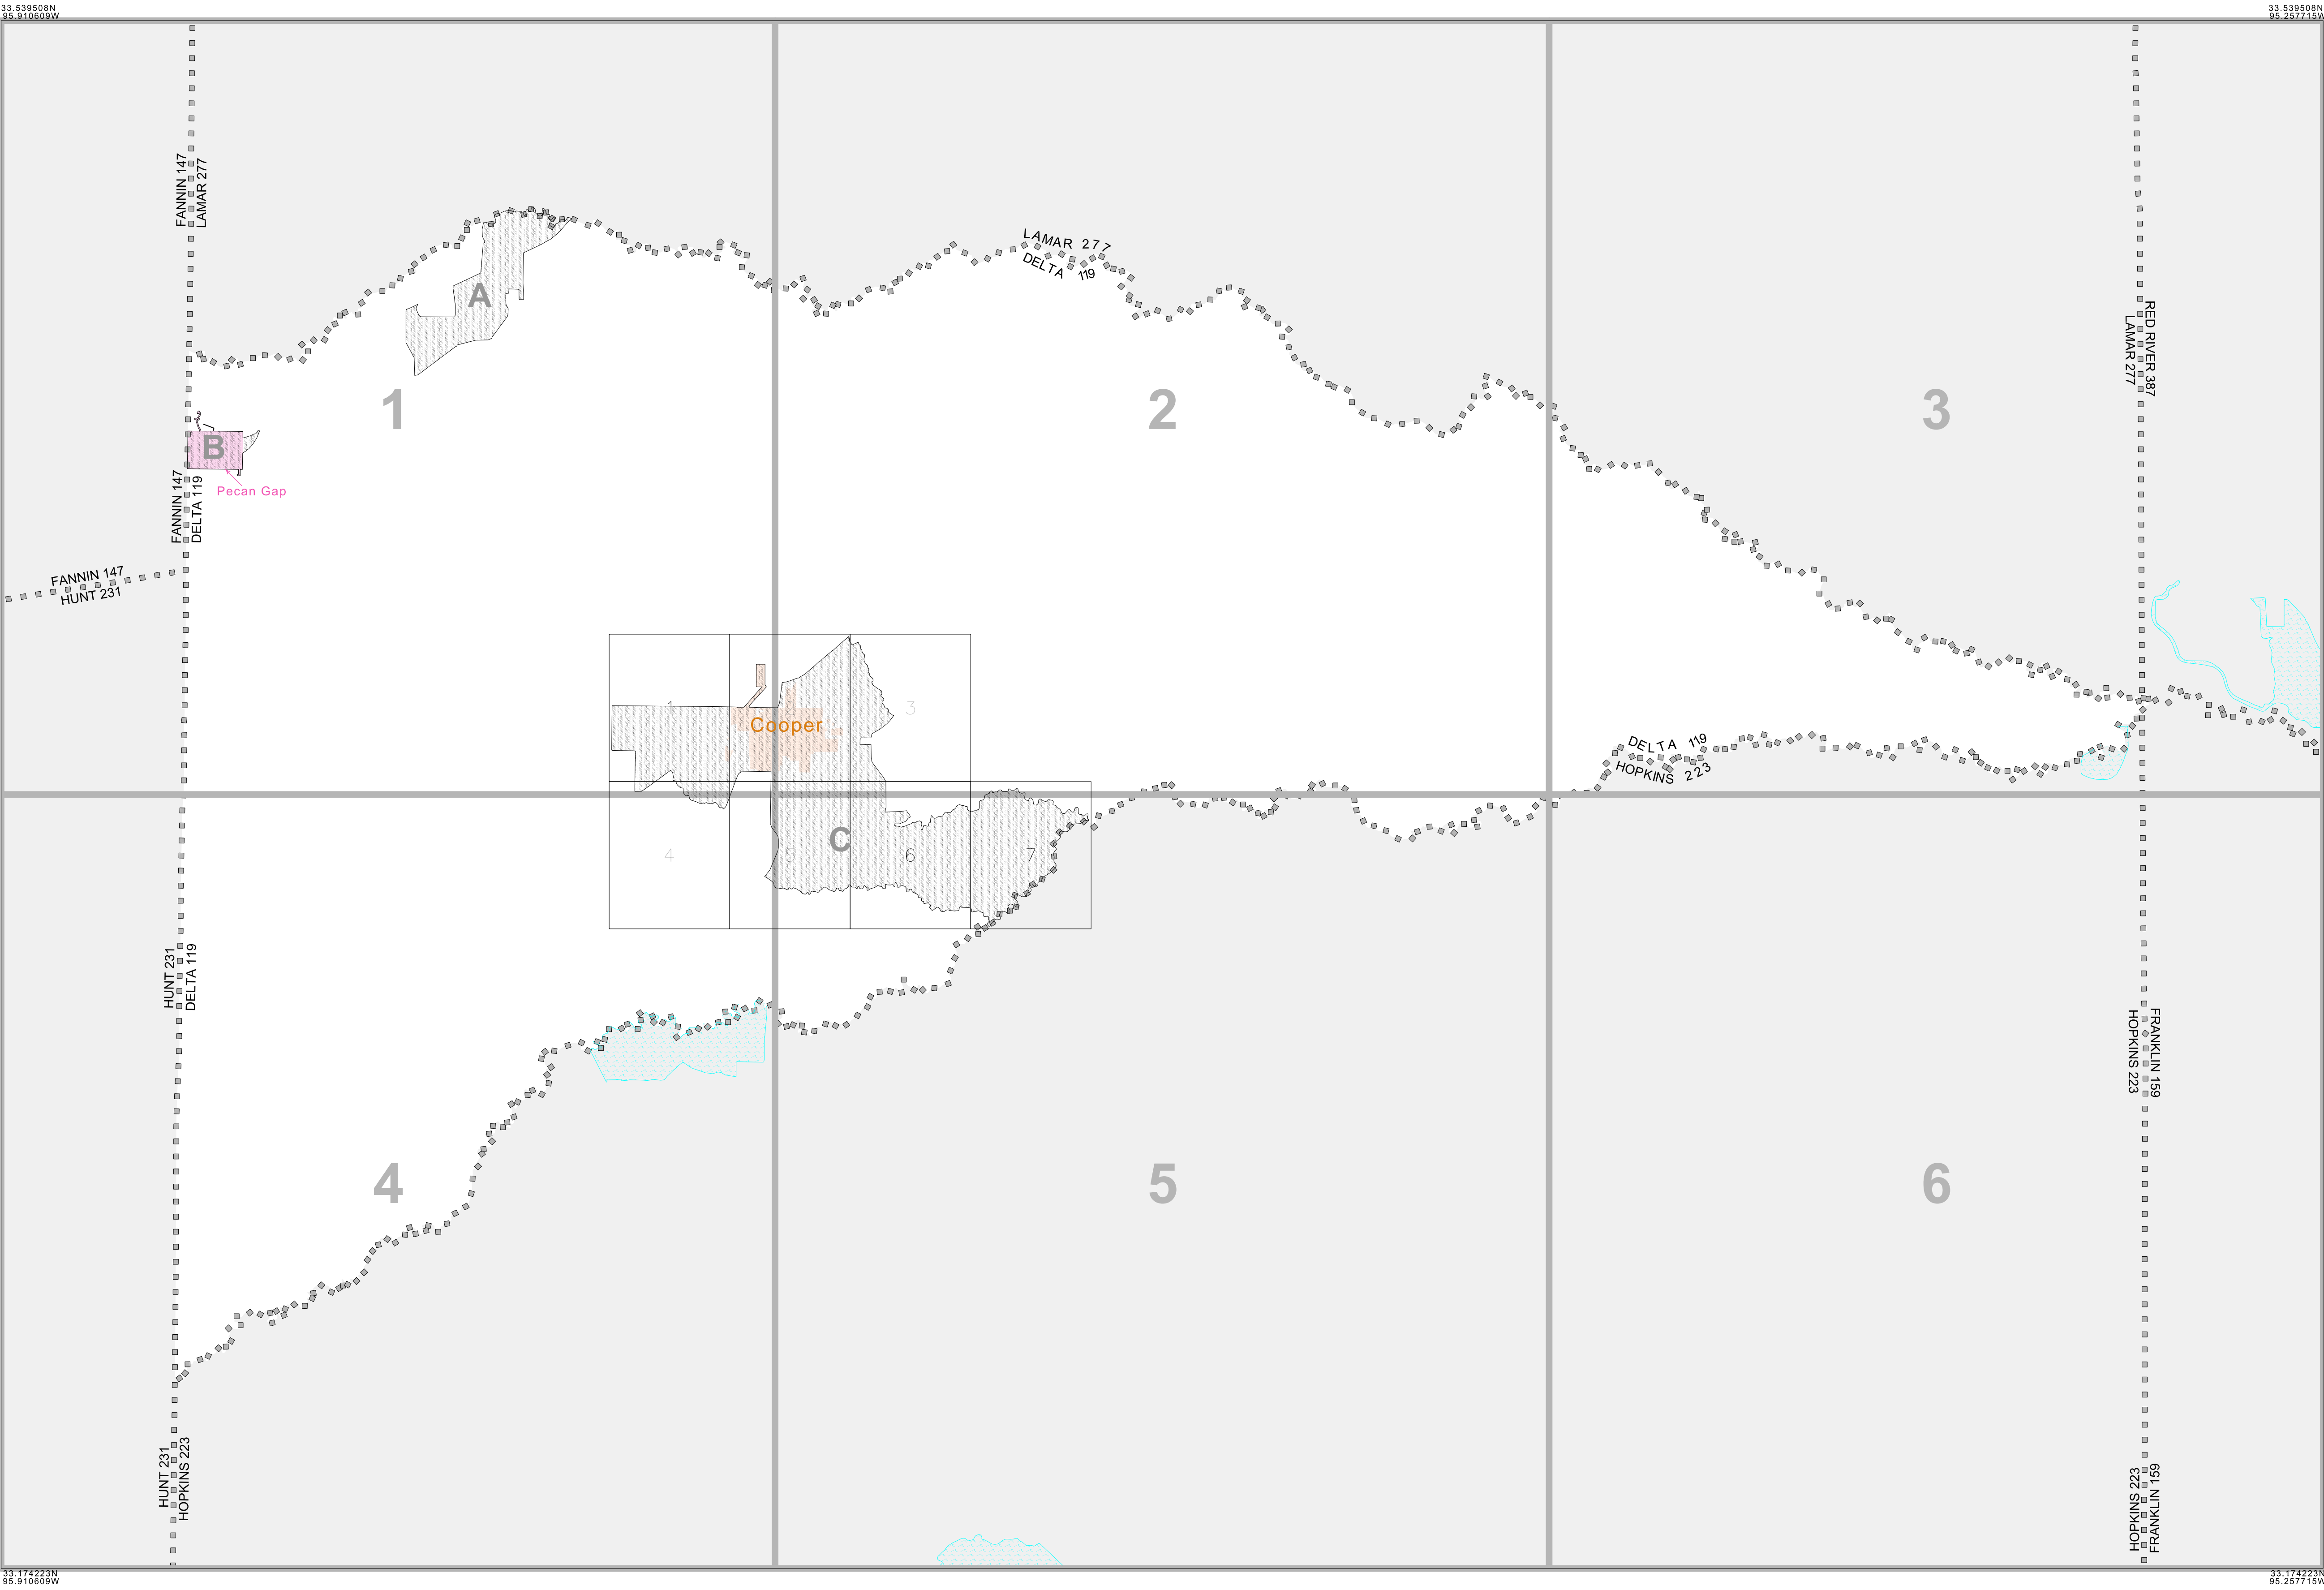 33.539508N
95.910609W
33.539508N
95.257715W
FANNIN 147
LAMAR 277
LAMAR 277
DELTA 119
A
RED RIVER 387
LAMAR 277
1
2
3
B
Pecan Gap
FANNIN 147
DELTA 119
FANNIN 147
HUNT 231
1
2
3
Cooper
DELTA 119
HOPKINS 223
C
4
5
6
7
HUNT 231
DELTA 119
FRANKLIN 159
HOPKINS 223
4
5
6
HUNT 231
HOPKINS 223
HOPKINS 223
FRANKLIN 159
33.174223N
95.910609W
33.174223N
95.257715W